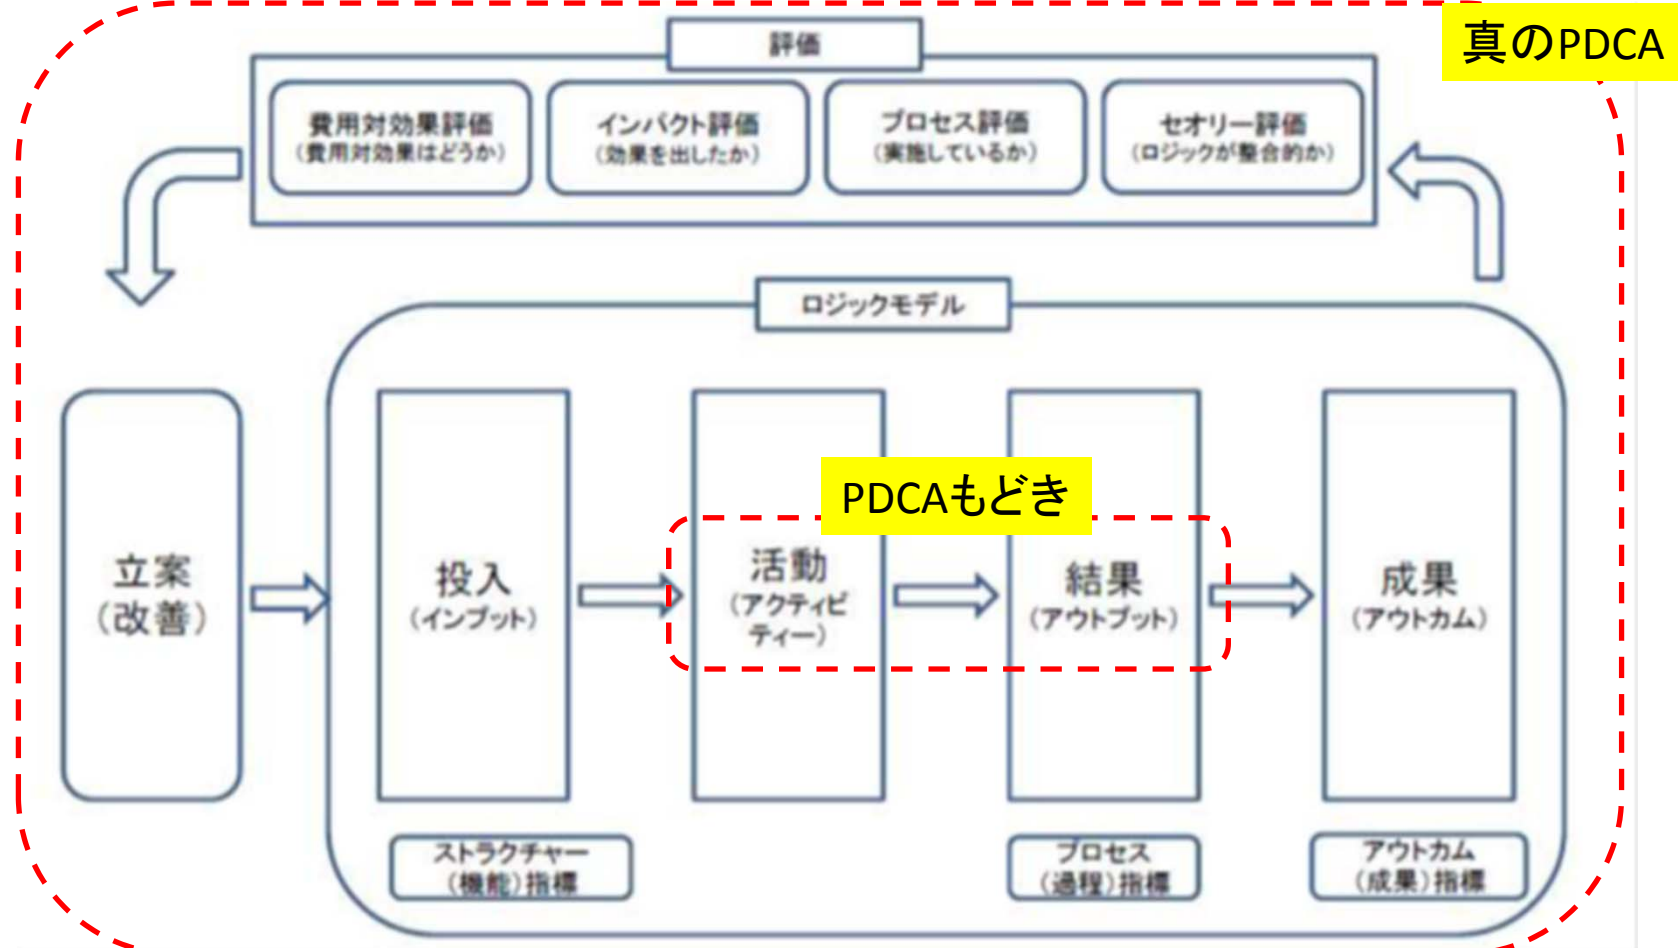 真のPDCA
評価
費用対効果評価
（費用対効果はどうか）
インパクト評価
（効果を出したか）
プロセス評価
（実施しているか）
セオリー評価
（ロジックが整合的か）
ロジックモデル
PDCAもどき
立案
（改善）
投入
（インプット）
活動
（アクティビ
ティー）
結果
（アウトプット）
成果
（アウトカム）
ストラクチャー
（機能）指標
プロセス
（過程）指標
アウトカム
（成果）指標